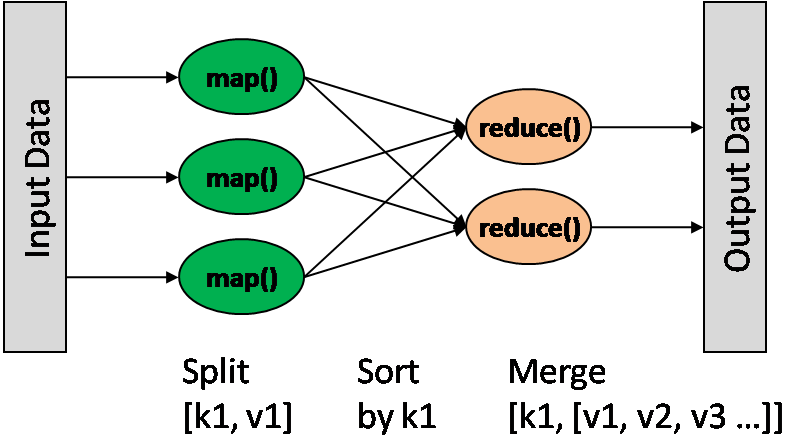 Input Data
map()
map()
map()
reduce()
reduce()
Output Data
Split
[k1, v1]
Sort
by k1
Merge
[k1, [v1, v2, v3 …]]